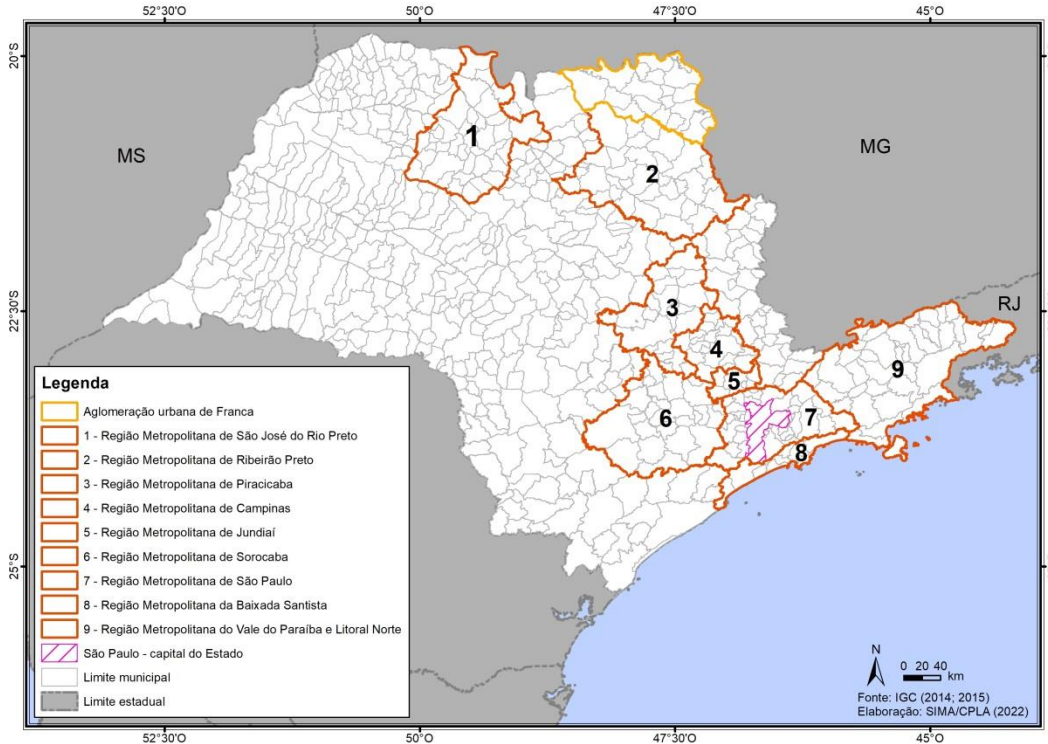 52°30'O 50°O 47°30'O 45°O
20°S
MS
MG
1
2
22°30'S
RJ
3
4
9
5
6
7
8
25°S
Legenda
Aglomeração urbana de Franca
1 - Região Metropolitana de São José do Rio Preto
2 - Região Metropolitana de Ribeirão Preto
3 - Região Metropolitana de Piracicaba
4 - Região Metropolitana de Campinas
5 - Região Metropolitana de Jundiaí
6 - Região Metropolitana de Sorocaba
7 - Região Metropolitana de São Paulo
8 - Região Metropolitana da Baixada Santista
9 - Região Metropolitana do Vale do Paraíba e Litoral Norte
São Paulo - capital do Estado
Limite municipal
Limite estadual
N
0 20 40
km
Fonte: IGC (2014; 2015)
Elaboração: SIMA/CPLA (2022)
52°30'O 50°O 47°30'O 45°O